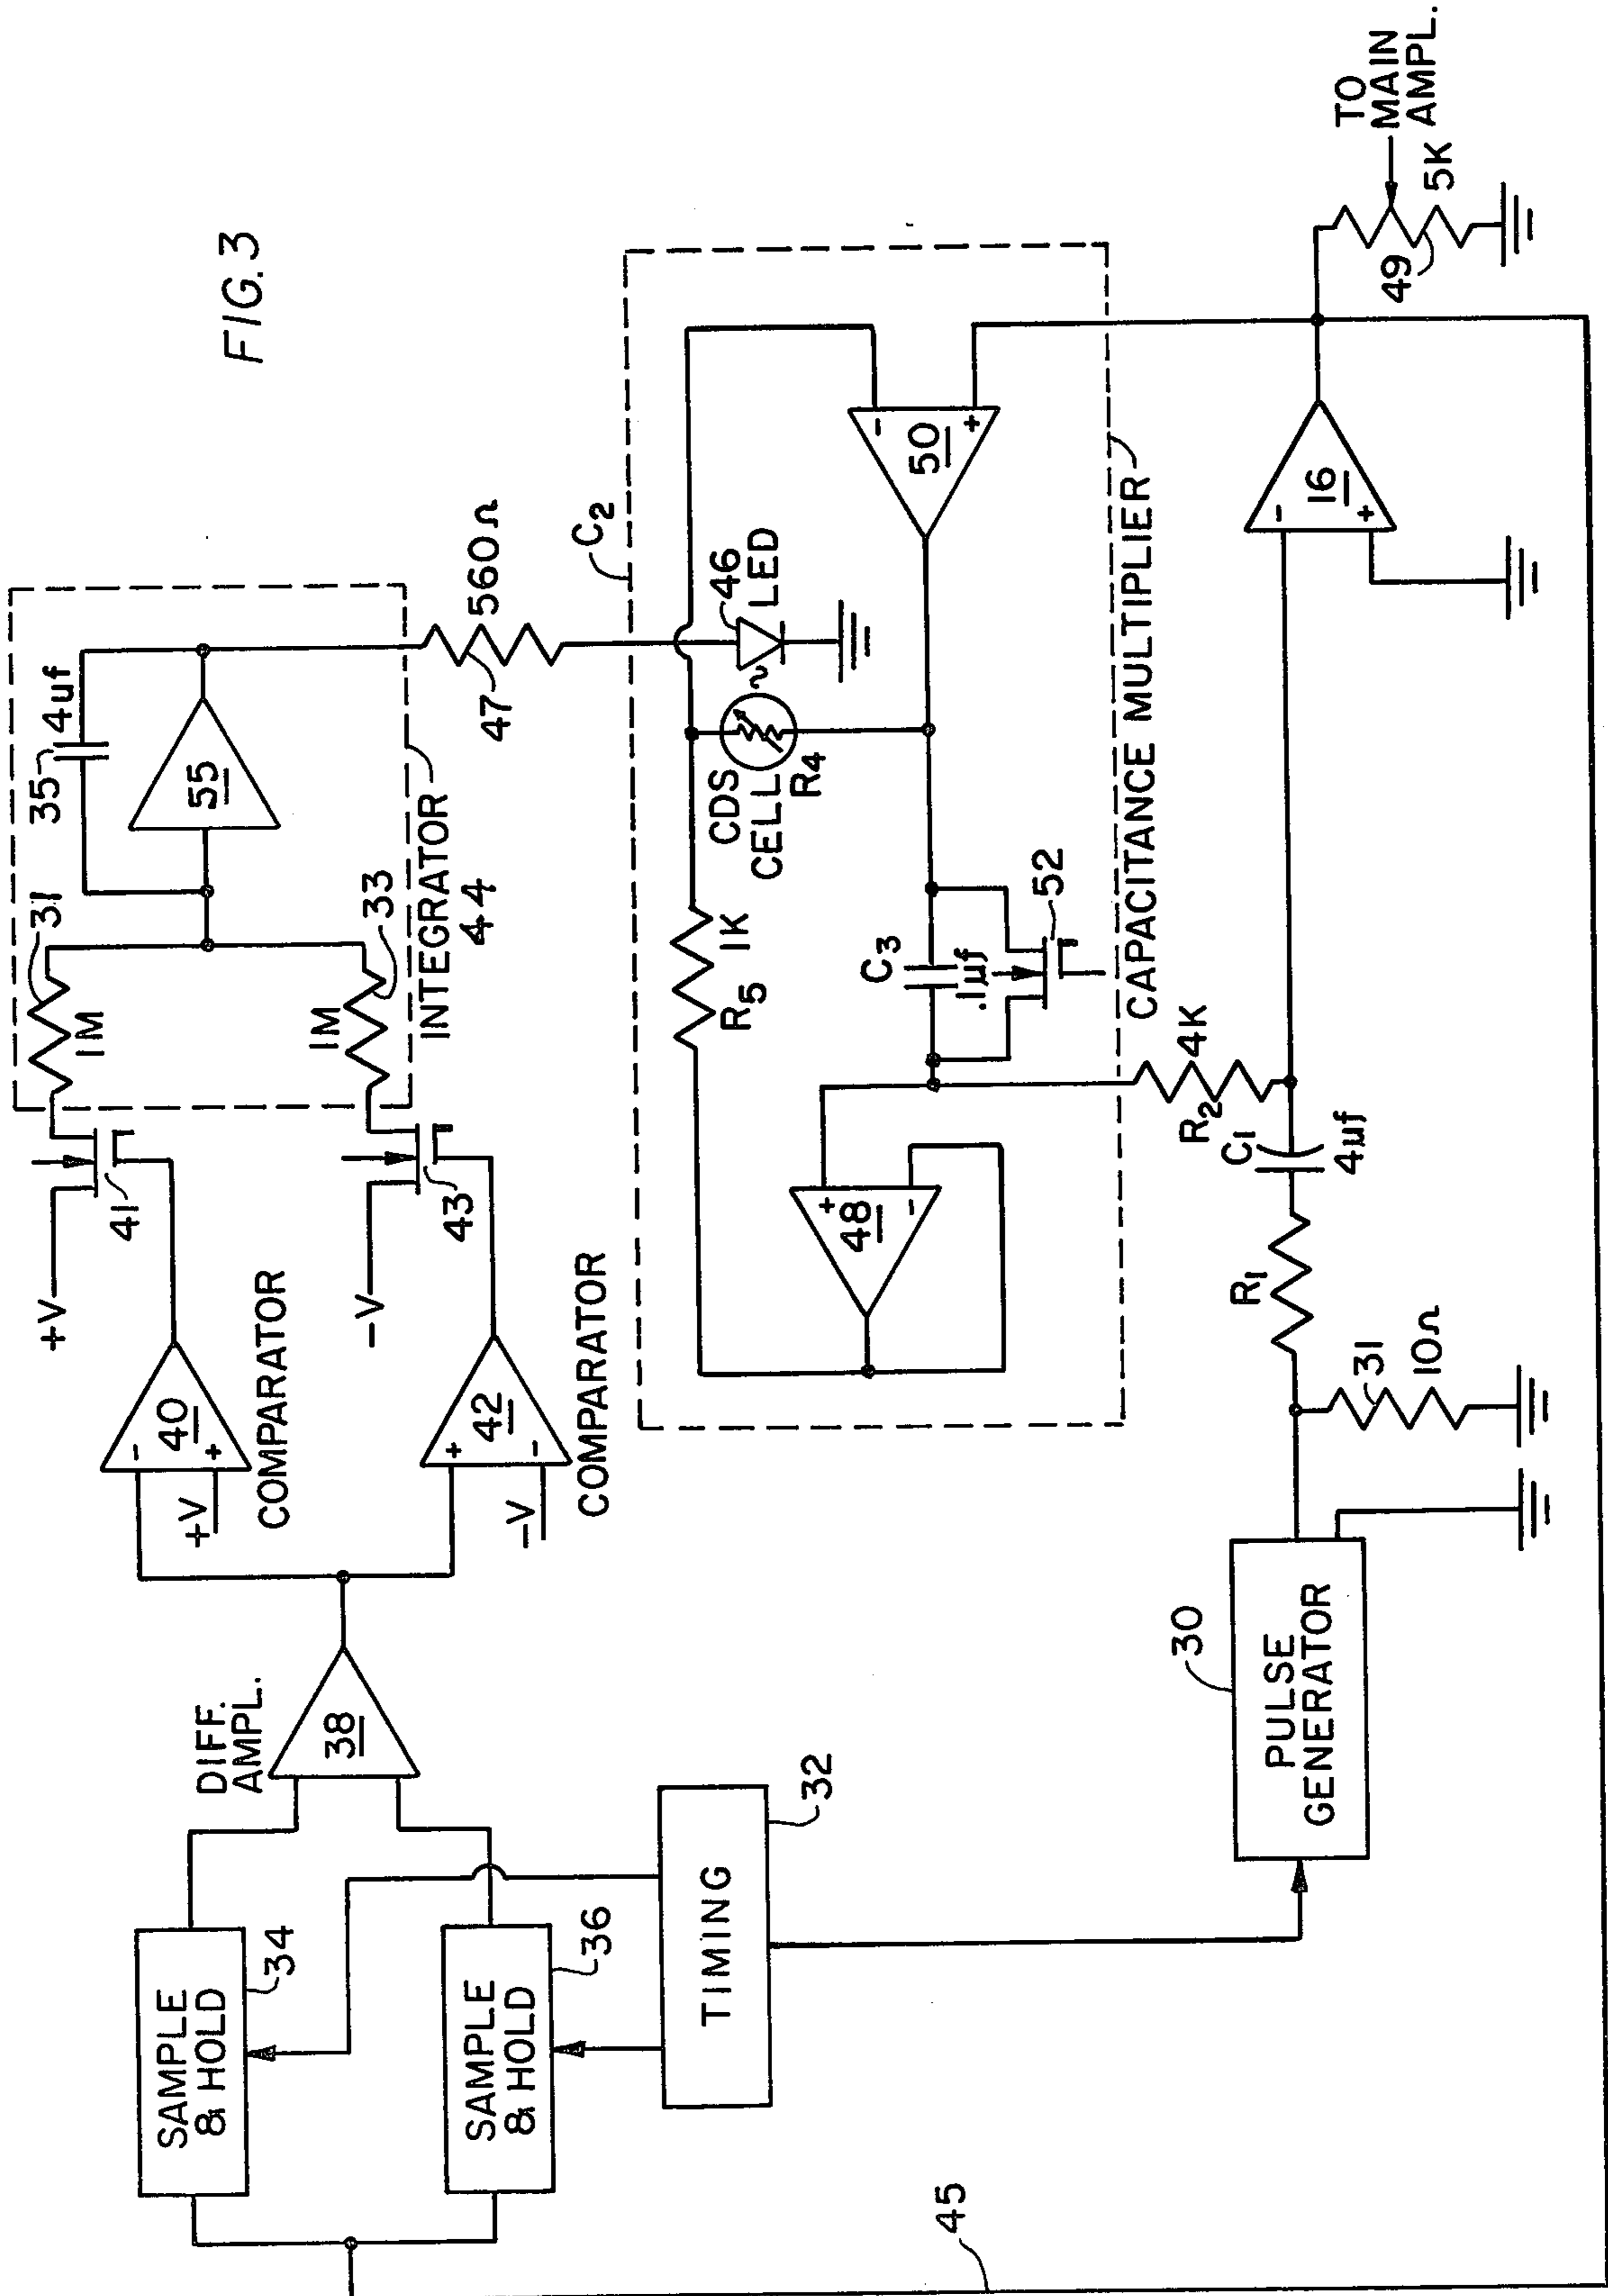 FIG. 3
SAMPLE
& HOLD
34
SAMPLE
& HOLD
36
TIMING
32
DIFF.
AMPL.
38
40
-
+
+V
COMPARATOR
42
+
-
-V
COMPARATOR
+V
41
-V
43
31
1M
1M
33
35
4uf
55
INTEGRATOR
44
47
560Ω
C2
46
LED
CDS
CELL
R4
R5
1K
50
-
+
C3
.1uf
52
48
+
-
CAPACITANCE MULTIPLIER
R2
4K
C1
4uf
R1
31
10Ω
30
PULSE
GENERATOR
16
-
+
49
5K
TO
MAIN
AMPL.
45